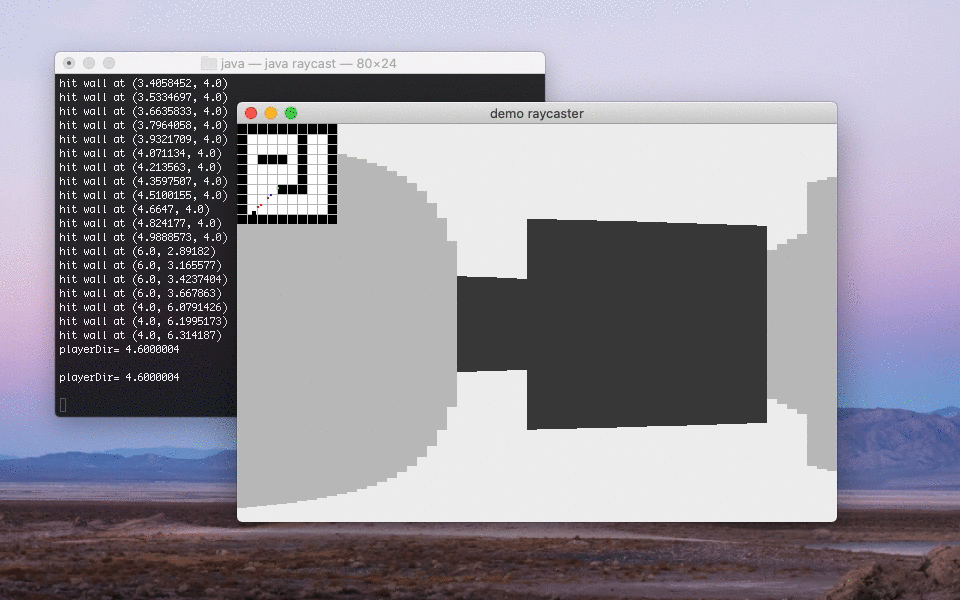 java — java raycast — 80×24
hit wall at (3.4058452, 4.0)
hit wall at (3.5334697, 4.0)
hit wall at (3.6635833, 4.0)
hit wall at (3.7964058, 4.0)
hit wall at (3.9321709, 4.0)
hit wall at (4.071134, 4.0)
hit wall at (4.213563, 4.0)
hit wall at (4.3597507, 4.0)
hit wall at (4.5100155, 4.0)
hit wall at (4.6647, 4.0)
hit wall at (4.824177, 4.0)
hit wall at (4.9888573, 4.0)
hit wall at (6.0, 2.89182)
hit wall at (6.0, 3.165577)
hit wall at (6.0, 3.4237404)
hit wall at (6.0, 3.667863)
hit wall at (4.0, 6.0791426)
hit wall at (4.0, 6.1995173)
hit wall at (4.0, 6.314187)
playerDir= 4.6000004
playerDir= 4.6000004
demo raycaster